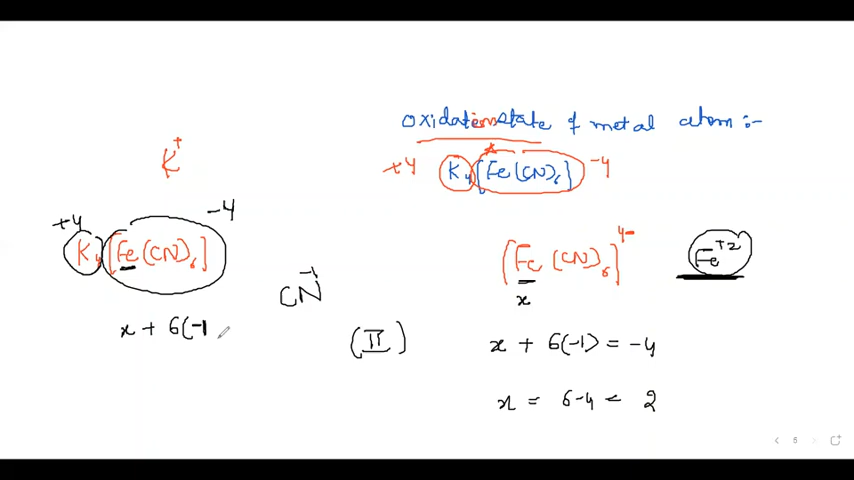 oxidation state of metal atom :-
K+
+4 K4[Fe(CN)6] -4
+4 K4[Fe(CN)6] -4
[Fe(CN)6]4-
x
Fe+2
CN-1
x + 6(-1
(II)
x + 6(-1) = -4
x = 6-4 = 2
6